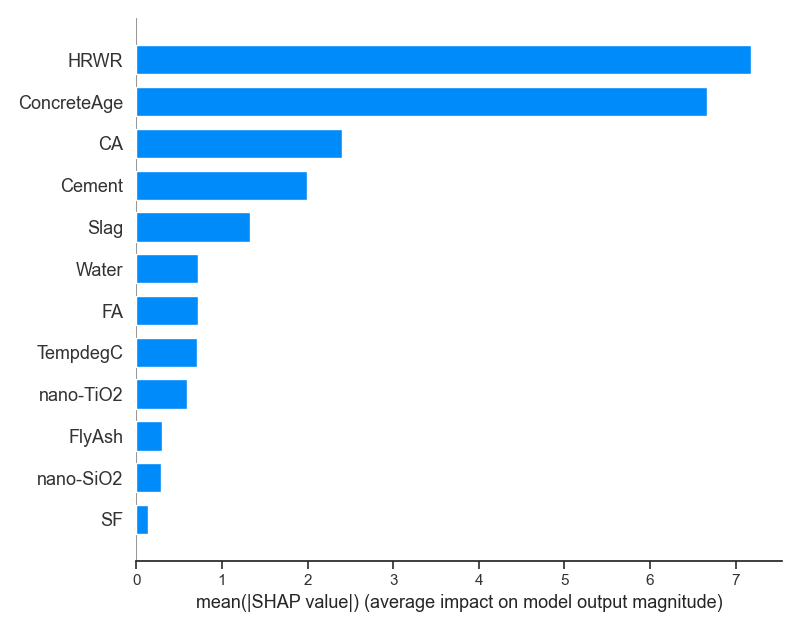 HRWR
ConcreteAge
CA
Cement
Slag
Water
FA
TempdegC
nano-TiO2
FlyAsh
nano-SiO2
SF
0 1 2 3 4 5 6 7
mean(|SHAP value|) (average impact on model output magnitude)